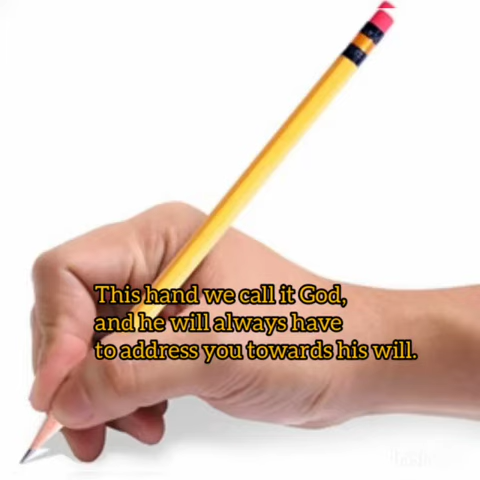 This hand we call it God,
and he will always have
to address you towards his will.